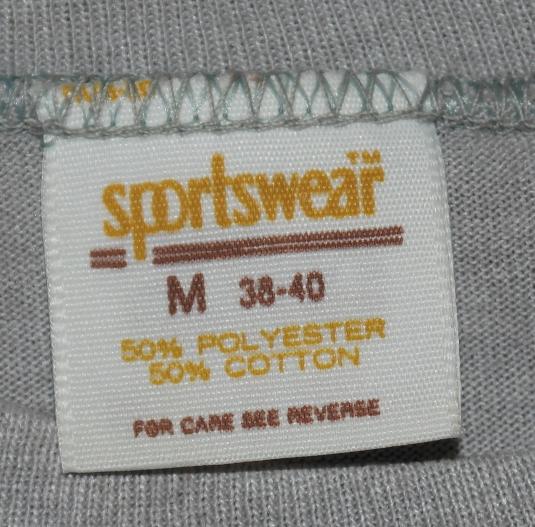 sportswear™
M 38-40
50% POLYESTER
50% COTTON
FOR CARE SEE REVERSE